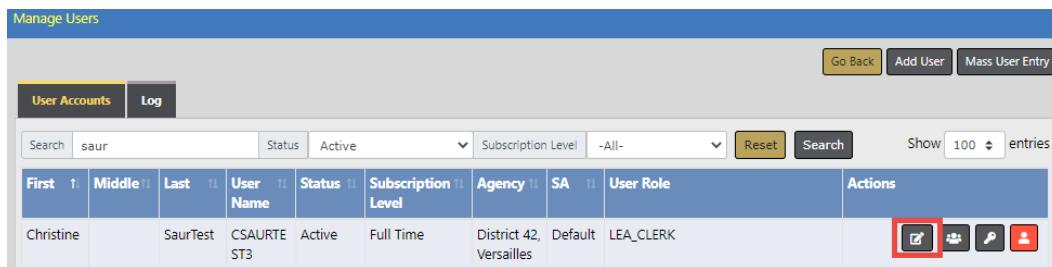 Manage Users
Go Back Add User Mass User Entry
User Accounts Log
Search saur Status Active Subscription Level -All- Reset Search Show 100 entries
First Middle Last User Name Status Subscription Level Agency SA User Role Actions
Christine SaurTest CSAURTE Active Full Time District 42, Default LEA_CLERK
ST3 Versailles